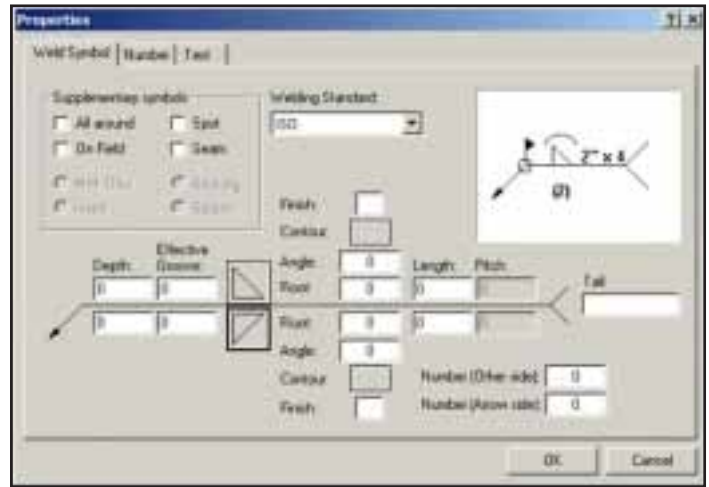 Properties
Weld Symbol Number Text
Supplementary symbols
All around Spot
On Field Seam
Welding Standard:
ISO
2" x 4
(2)
Finish:
Contour
Angle: 0
Root 0
Depth: Effective Groove:
0 0
0 0
Length: Pitch:
0
0
Tail
Root 0
Angle: 0
Contour
Finish:
Number (Other side): 0
Number (Arrow side): 0
OK Cancel